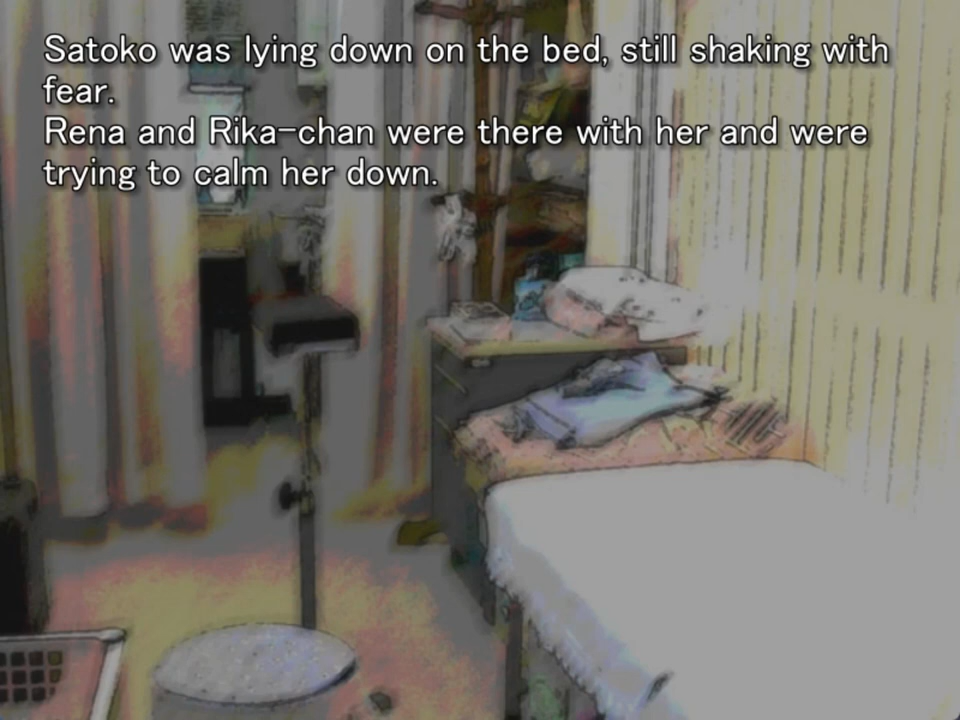 Satoko was lying down on the bed, still shaking with
fear.
Rena and Rika-chan were there with her and were
trying to calm her down.